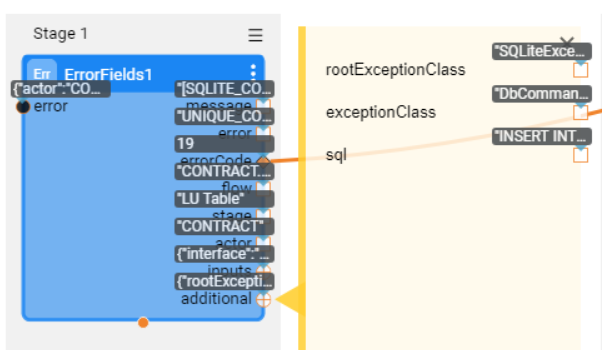 Stage 1
Err ErrorFields1
{"actor":"CO...
error
"[SQLITE_CO...
message
"UNIQUE_CO...
error
19
errorCode
"CONTRACT....
flow
"LU Table"
stage
"CONTRACT"
actor
{"interface":"...
inputs
{"rootExcepti...
additional
"SQLiteExce...
rootExceptionClass
"DbComman...
exceptionClass
"INSERT INT...
sql